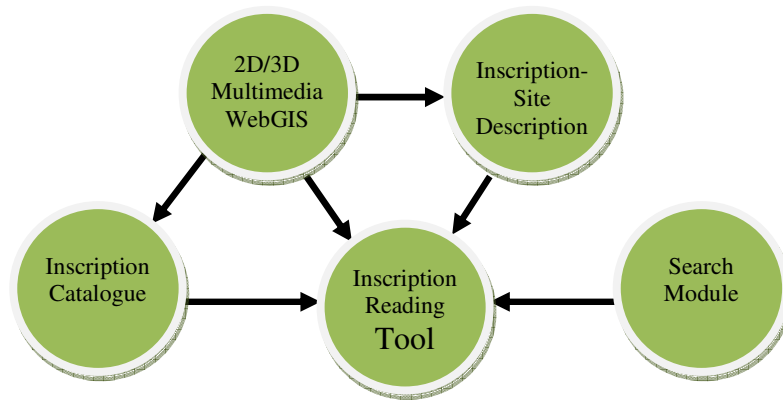 2D/3D
Multimedia
WebGIS
Inscription-
Site
Description
Inscription
Catalogue
Inscription
Reading
Tool
Search
Module